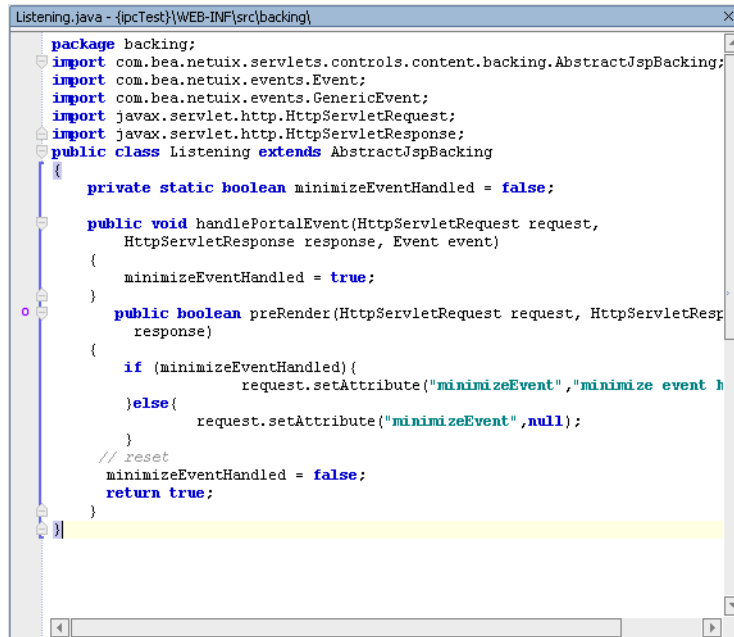 Listening.java - {ipcTest}\WEB-INF\src\backing\
package backing;
import com.bea.netuix.servlets.controls.content.backing.AbstractJspBacking;
import com.bea.netuix.events.Event;
import com.bea.netuix.events.GenericEvent;
import javax.servlet.http.HttpServletRequest;
import javax.servlet.http.HttpServletResponse;
public class Listening extends AbstractJspBacking
{
    private static boolean minimizeEventHandled = false;
    public void handlePortalEvent(HttpServletRequest request,
        HttpServletResponse response, Event event)
    {
        minimizeEventHandled = true;
    }
       public boolean preRender(HttpServletRequest request, HttpServletResp
         response)
    {
        if (minimizeEventHandled){
                      request.setAttribute("minimizeEvent","minimize event h
        }else{
                 request.setAttribute("minimizeEvent",null);
        }
     // reset
      minimizeEventHandled = false;
      return true;
    }
}